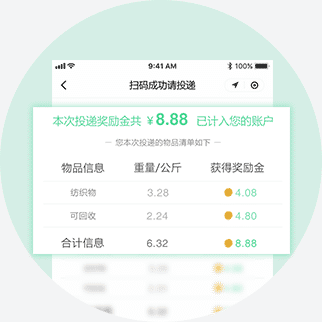 9:41 AM 100%
扫码成功请投递
本次投递奖励金共 ￥8.88 已计入您的账户
— 您本次投递的物品清单如下 —
物品信息 重量/公斤 获得奖励金
纺织物 3.28 4.08
可回收 2.24 4.80
合计信息 6.32 8.88